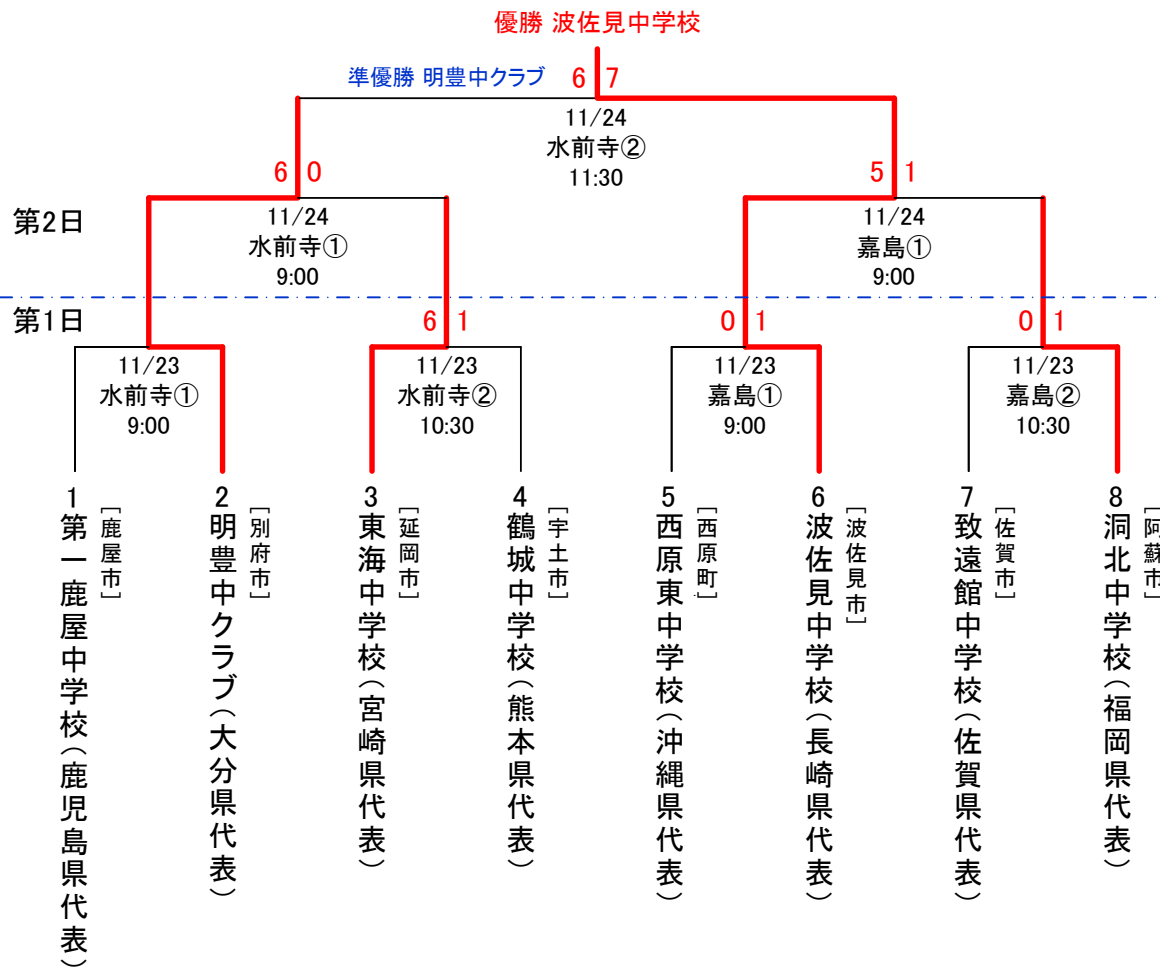 優勝 波佐見中学校
準優勝 明豊中クラブ
6 7
11/24
水前寺②
11:30
6 0
5 1
第2日
11/24
水前寺①
9:00
11/24
嘉島①
9:00
第1日
6 1
0 1
0 1
11/23
水前寺①
9:00
11/23
水前寺②
10:30
11/23
嘉島①
9:00
11/23
嘉島②
10:30
1
第一鹿屋中学校(鹿児島県代表)
[鹿屋市]
2
明豊中クラブ(大分県代表)
[別府市]
3
東海中学校(宮崎県代表)
[延岡市]
4
鶴城中学校(熊本県代表)
[宇土市]
5
西原東中学校(沖縄県代表)
[西原町]
6
波佐見中学校(長崎県代表)
[波佐見市]
7
致遠館中学校(佐賀県代表)
[佐賀市]
8
洞北中学校(福岡県代表)
[阿蘇市]